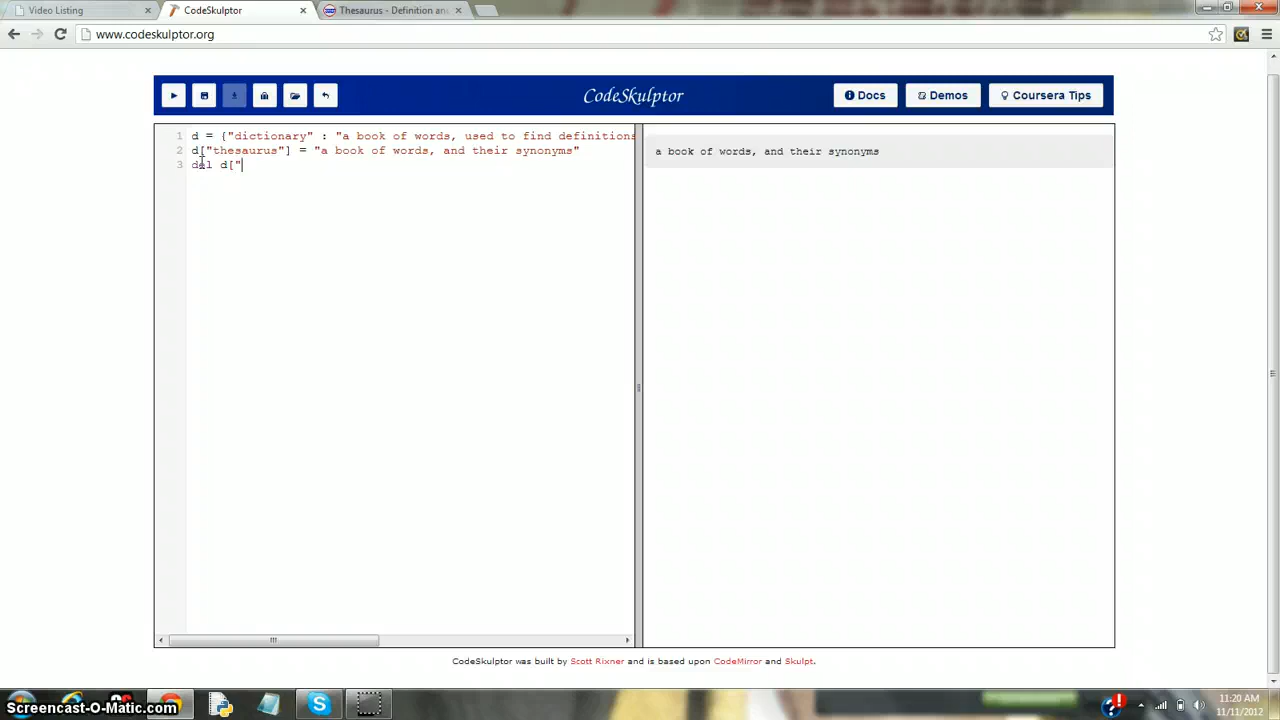 Video Listing
CodeSkulptor
Thesaurus - Definition an
www.codeskulptor.org
CodeSkulptor
Docs
Demos
Coursera Tips
1 d = {"dictionary" : "a book of words, used to find definitions
2 d["thesaurus"] = "a book of words, and their synonyms"
3 del d["
a book of words, and their synonyms
CodeSkulptor was built by Scott Rixner and is based upon CodeMirror and Skulpt.
Screencast-O-Matic.com
11:20 AM
11/11/2012